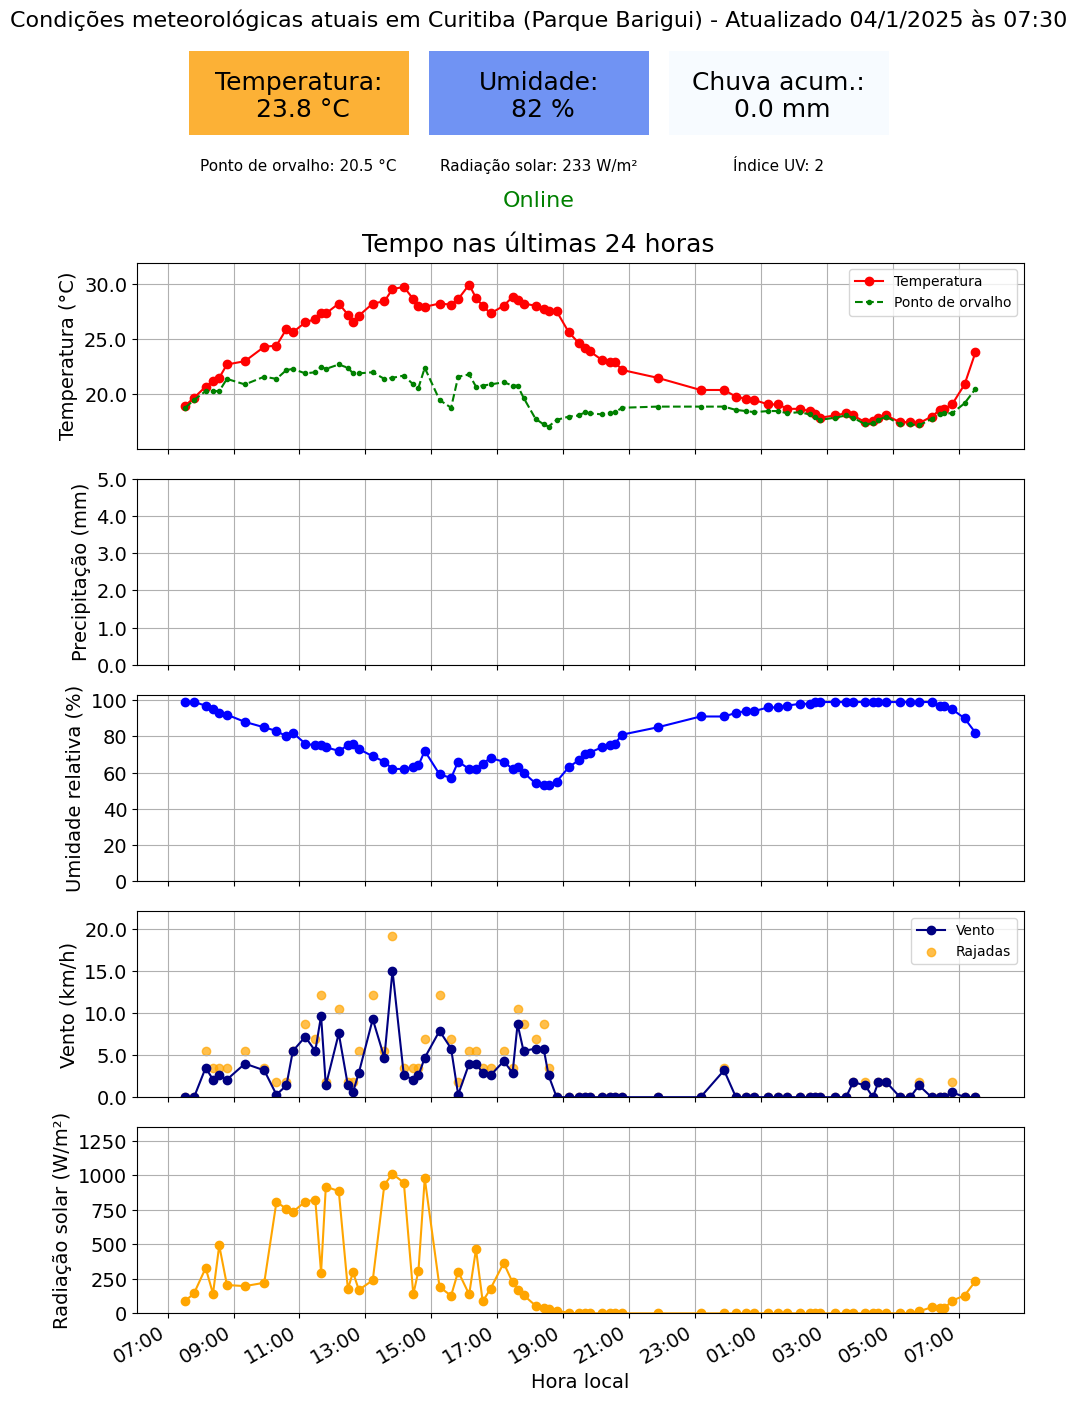 Condições meteorológicas atuais em Curitiba (Parque Barigui) - Atualizado 04/1/2025 às 07:30
Temperatura:
23.8 °C
Umidade:
82 %
Chuva acum.:
0.0 mm
Ponto de orvalho: 20.5 °C
Radiação solar: 233 W/m²
Índice UV: 2
Online
Tempo nas últimas 24 horas
Temperatura (°C)
30.0
25.0
20.0
Temperatura
Ponto de orvalho
Precipitação (mm)
5.0
4.0
3.0
2.0
1.0
0.0
Umidade relativa (%)
100
80
60
40
20
0
Vento (km/h)
20.0
15.0
10.0
5.0
0.0
Vento
Rajadas
Radiação solar (W/m²)
1250
1000
750
500
250
0
07:00
09:00
11:00
13:00
15:00
17:00
19:00
21:00
23:00
01:00
03:00
05:00
07:00
Hora local